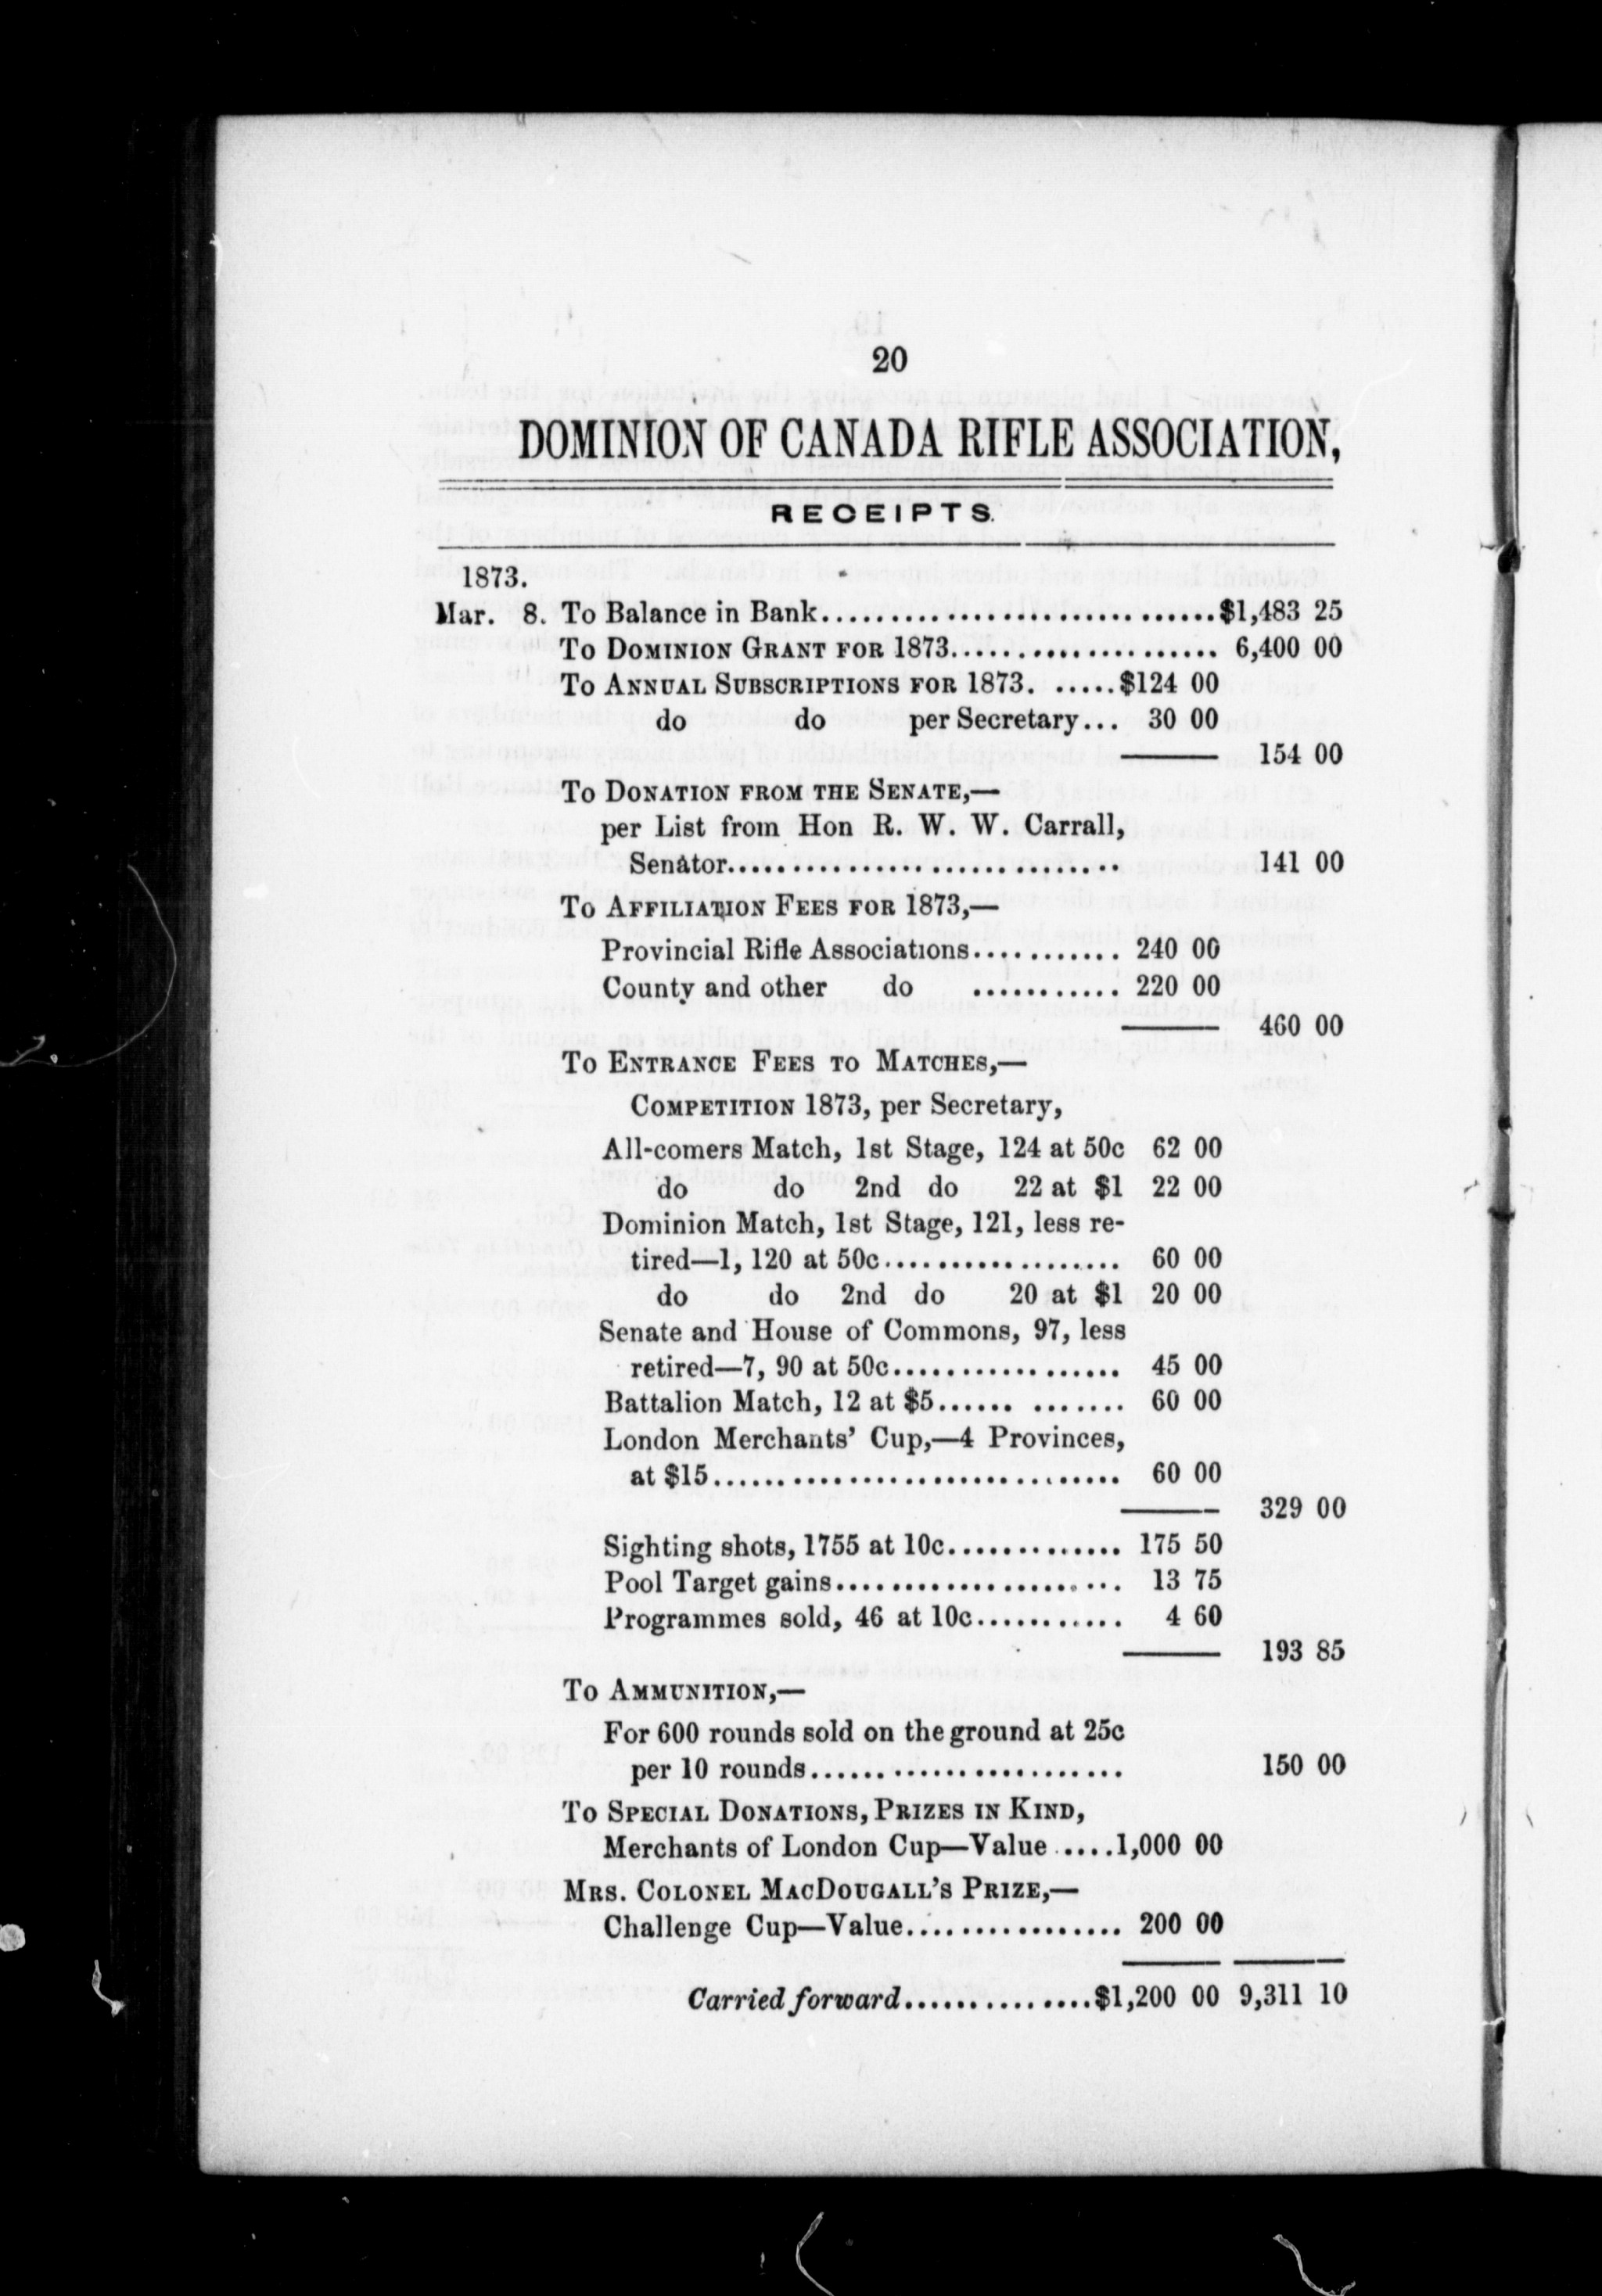 20
DOMINION OF CANADA RIFLE ASSOCIATION,
RECEIPTS.
1873.
Mar. 8. To Balance in Bank..............................$1,483 25
To DOMINION GRANT FOR 1873.................... 6,400 00
To ANNUAL SUBSCRIPTIONS FOR 1873. ......$124 00
do do per Secretary... 30 00
154 00
To DONATION FROM THE SENATE,—
per List from Hon R. W. W. Carrall,
Senator............................. 141 00
To AFFILIATION FEES FOR 1873,—
Provincial Rifle Associations........... 240 00
County and other do ........... 220 00
460 00
To ENTRANCE FEES TO MATCHES,—
COMPETITION 1873, per Secretary,
All-comers Match, 1st Stage, 124 at 50c 62 00
do do 2nd do 22 at $1 22 00
Dominion Match, 1st Stage, 121, less re-
tired—1, 120 at 50c.................. 60 00
do do 2nd do 20 at $1 20 00
Senate and House of Commons, 97, less
retired—7, 90 at 50c................. 45 00
Battalion Match, 12 at $5...... ....... 60 00
London Merchants' Cup,—4 Provinces,
at $15.............................. 60 00
329 00
Sighting shots, 1755 at 10c............. 175 50
Pool Target gains..................... 13 75
Programmes sold, 46 at 10c........... 4 60
193 85
To AMMUNITION,—
For 600 rounds sold on the ground at 25c
per 10 rounds....................... 150 00
To SPECIAL DONATIONS, PRIZES IN KIND,
Merchants of London Cup—Value .....1,000 00
MRS. COLONEL MACDOUGALL'S PRIZE,—
Challenge Cup—Value................ 200 00
Carried forward..............$1,200 00 9,311 10